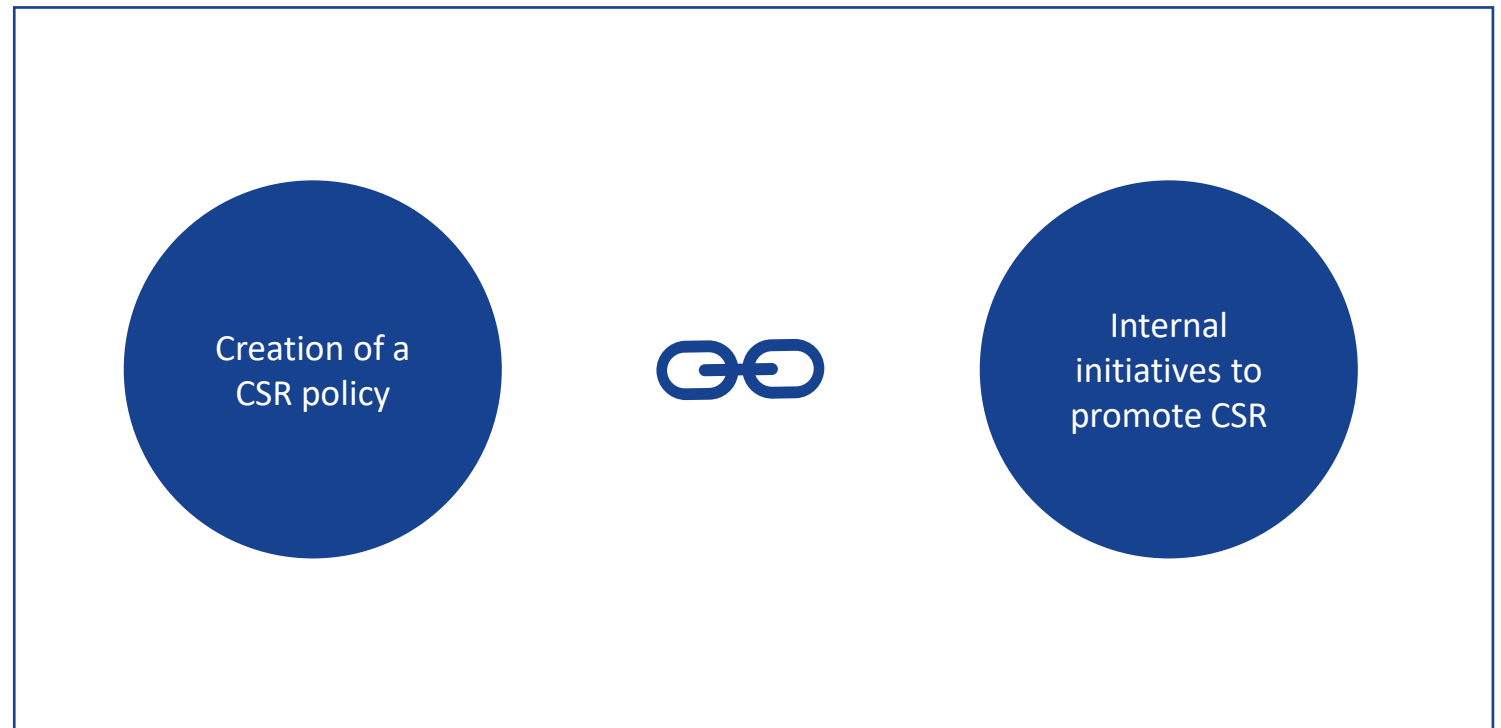 Creation of a
CSR policy
Internal
initiatives to
promote CSR